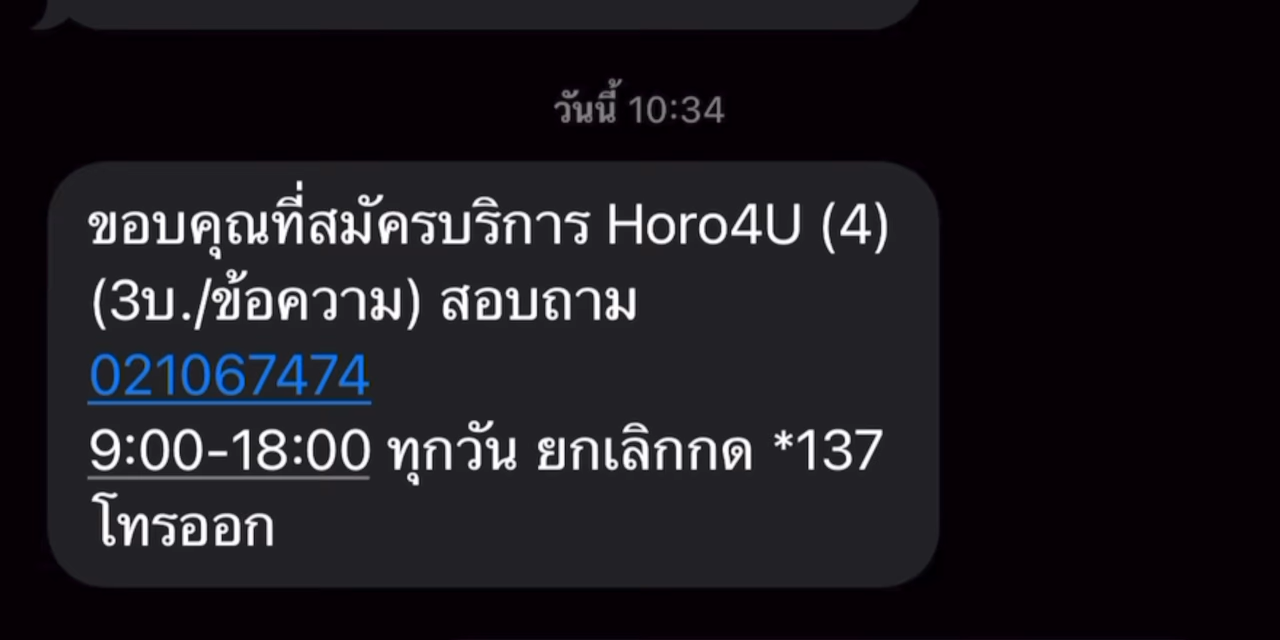 วันนี้ 10:34
ขอบคุณที่สมัครบริการ Horo4U (4)
(3บ./ข้อความ) สอบถาม
021067474
9:00-18:00 ทุกวัน ยกเลิกกด *137
โทรออก